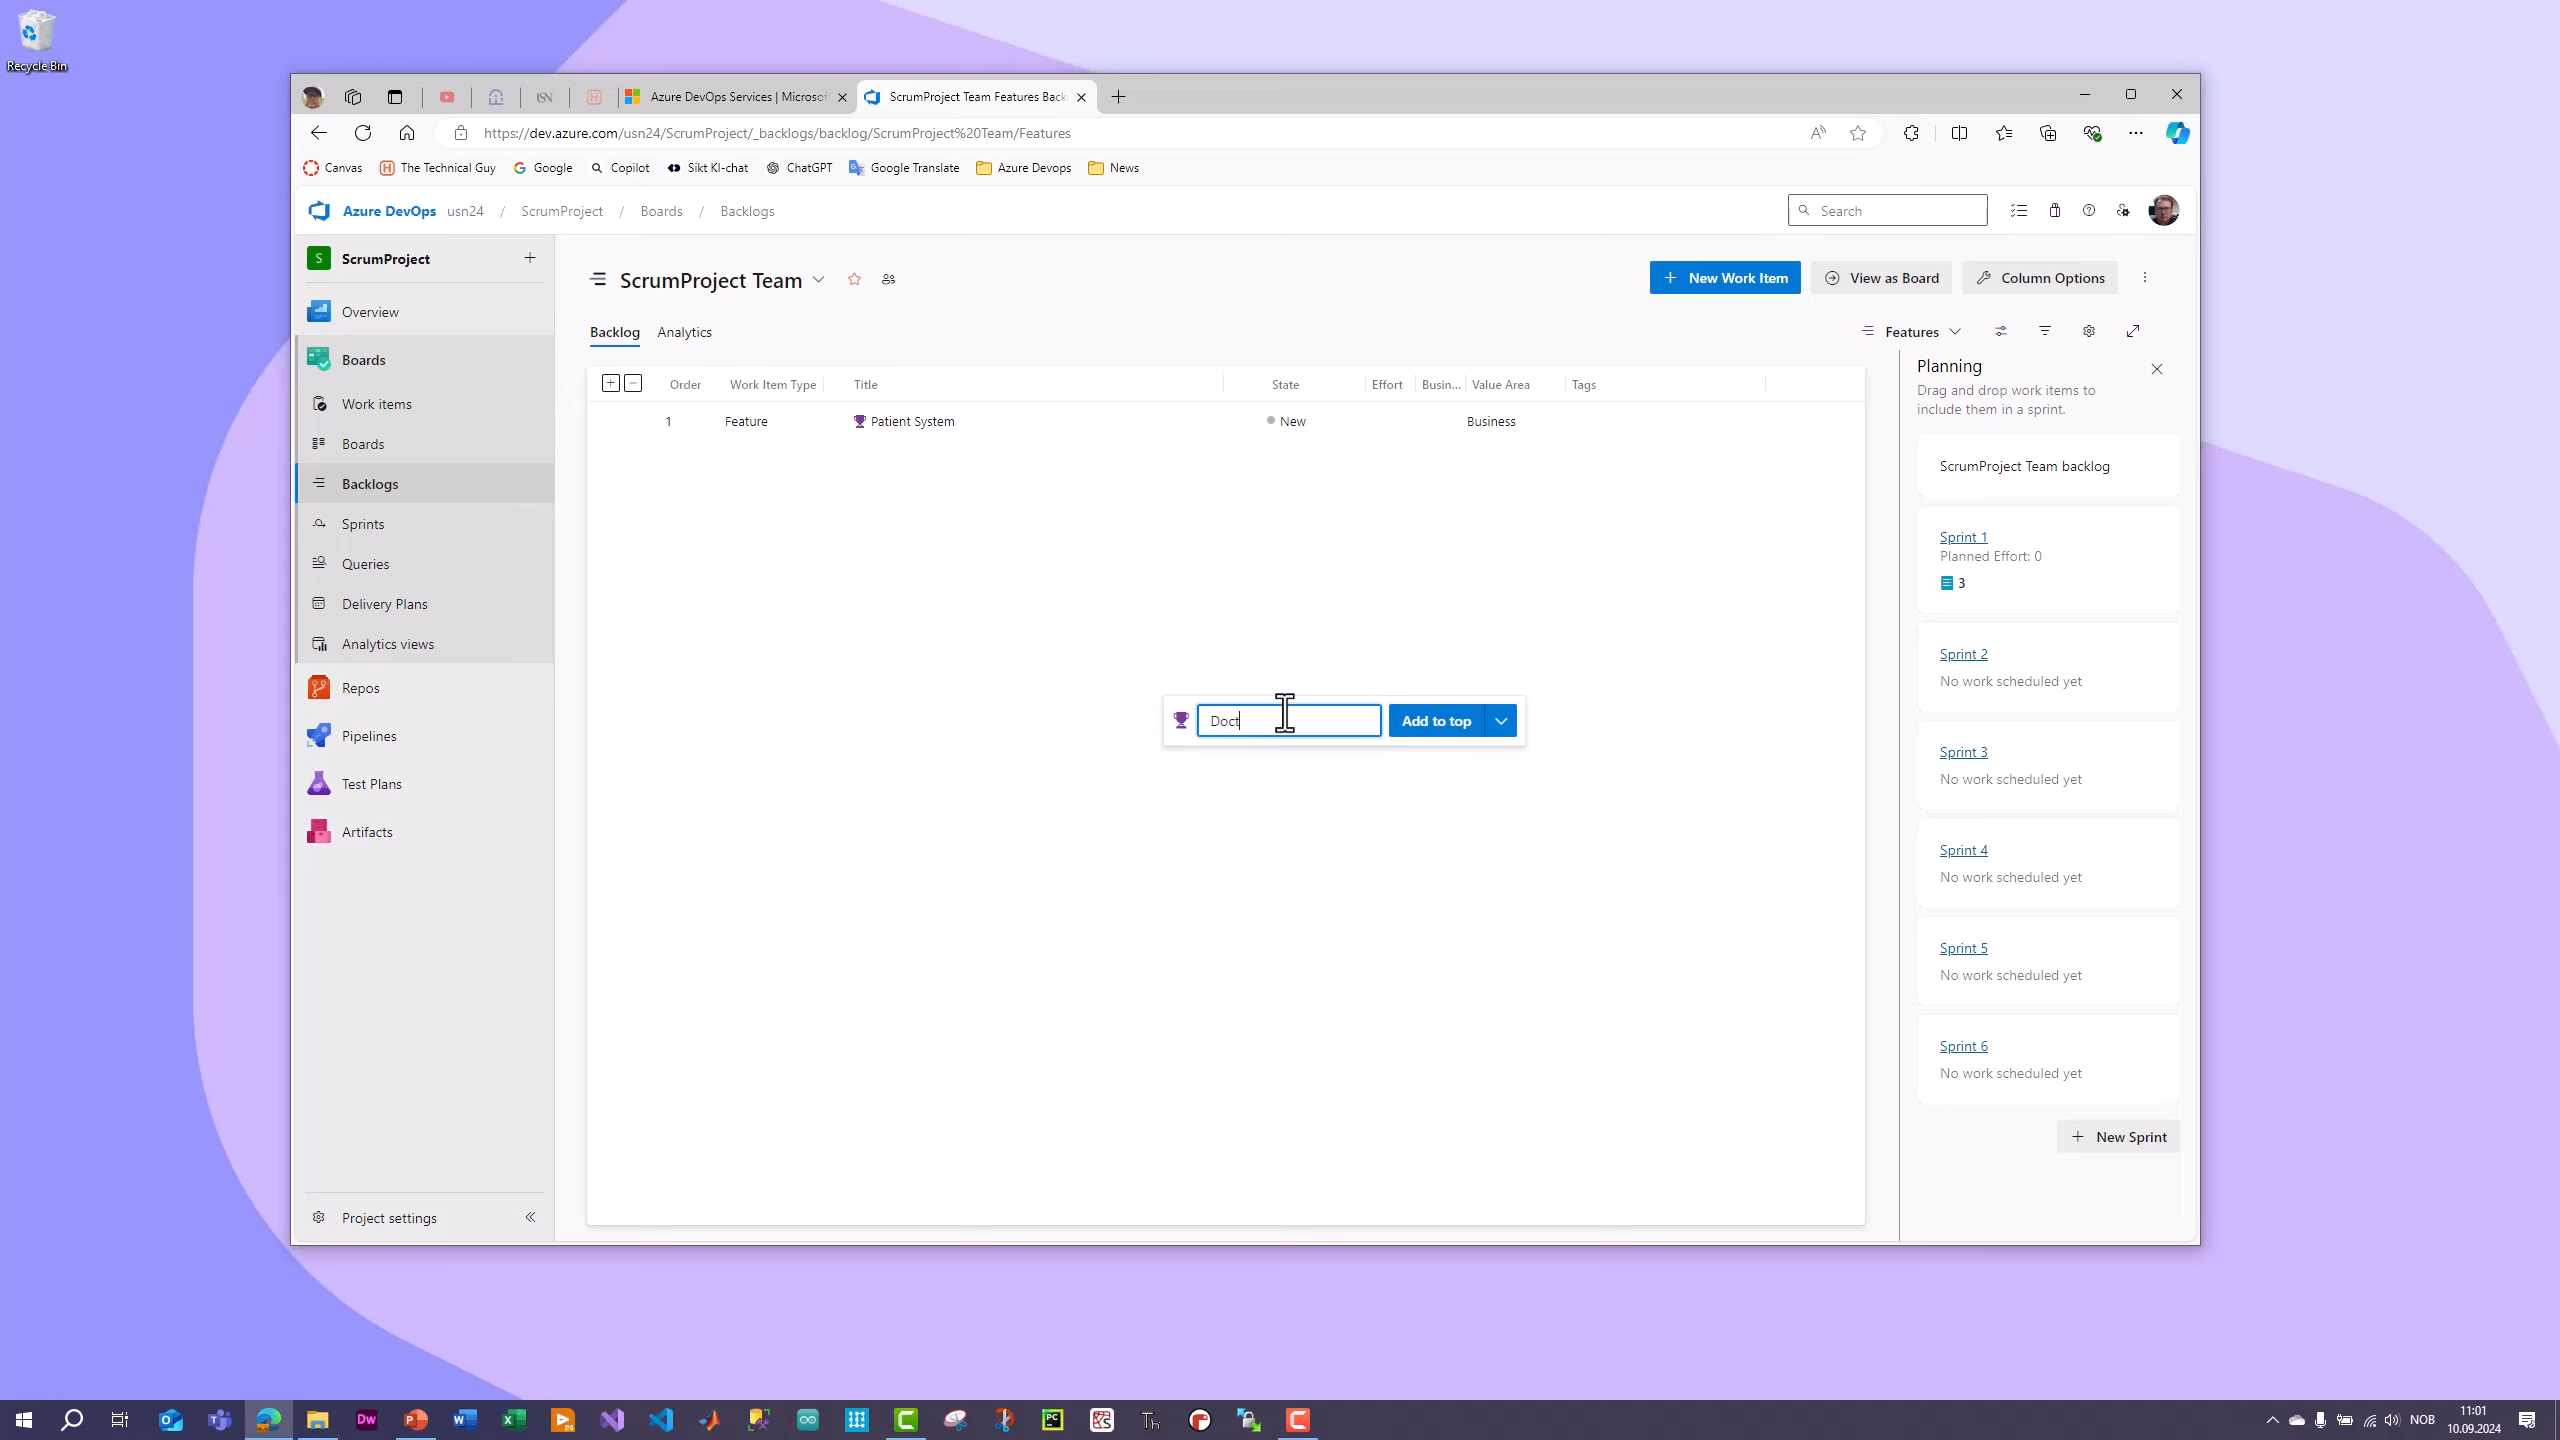 Recycle Bin
Azure DevOps Services | Microsof
ScrumProject Team Features Back
https://dev.azure.com/usn24/ScrumProject/_backlogs/backlog/ScrumProject%20Team/Features
Canvas
The Technical Guy
Google
Copilot
Sikt KI-chat
ChatGPT
Google Translate
Azure Devops
News
Azure DevOps usn24 / ScrumProject / Boards / Backlogs
Search
S ScrumProject
Overview
Boards
Work items
Boards
Backlogs
Sprints
Queries
Delivery Plans
Analytics views
Repos
Pipelines
Test Plans
Artifacts
Project settings
ScrumProject Team
New Work Item
View as Board
Column Options
Backlog Analytics
Features
Order Work Item Type Title State Effort Busin... Value Area Tags
1 Feature Patient System New Business
Doct
Add to top
Planning
Drag and drop work items to
include them in a sprint.
ScrumProject Team backlog
Sprint 1
Planned Effort: 0
3
Sprint 2
No work scheduled yet
Sprint 3
No work scheduled yet
Sprint 4
No work scheduled yet
Sprint 5
No work scheduled yet
Sprint 6
No work scheduled yet
New Sprint
NOB
11:01
10.09.2024